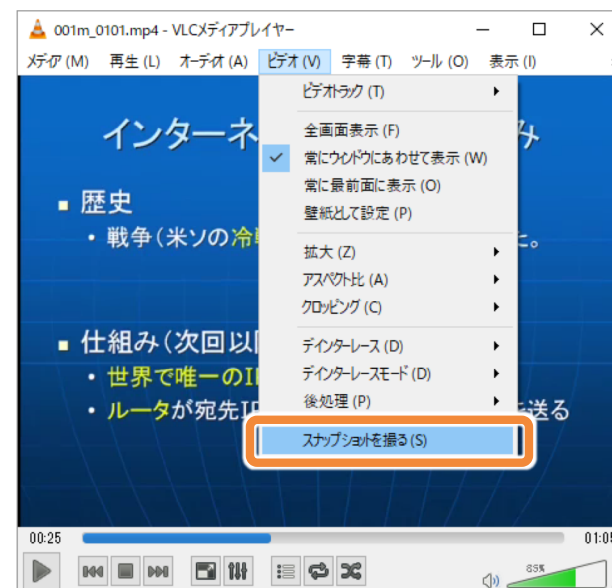 001m_0101.mp4 - VLCメディアプレイヤー
メディア (M) 再生 (L) オーディオ (A) ビデオ (V) 字幕 (T) ツール (O) 表示 (I)
ビデオトラック (T)
全画面表示 (F)
常にウィンドウにあわせて表示 (W)
常に最前面に表示 (O)
壁紙として設定 (P)
拡大 (Z)
アスペクト比 (A)
クロッピング (C)
デインターレース (D)
デインターレースモード (D)
後処理 (P)
スナップショットを撮る(S)
インターネ み
歴史
・ 戦争(米ソの冷 た。
仕組み(次回以
・ 世界で唯一のI
・ ルータが宛先I を送る
00:25 01:05
85%